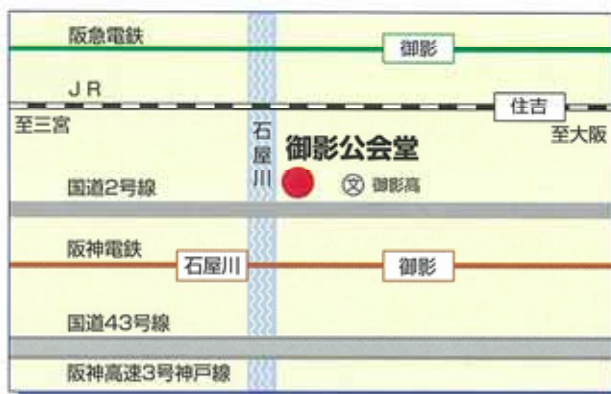 阪急電鉄
御影
JR
住吉
至三宮
至大阪
石屋川
御影公会堂
文 御影高
国道2号線
阪神電鉄
石屋川
御影
国道43号線
阪神高速3号神戸線